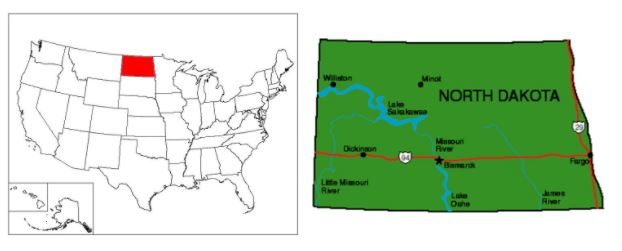 Williston
Minot
NORTH DAKOTA
Lake
Sakakawea
29
Dickinson
94
Missouri
River
Bismarck
Fargo
Little Missouri
River
Lake
Oahe
James
River